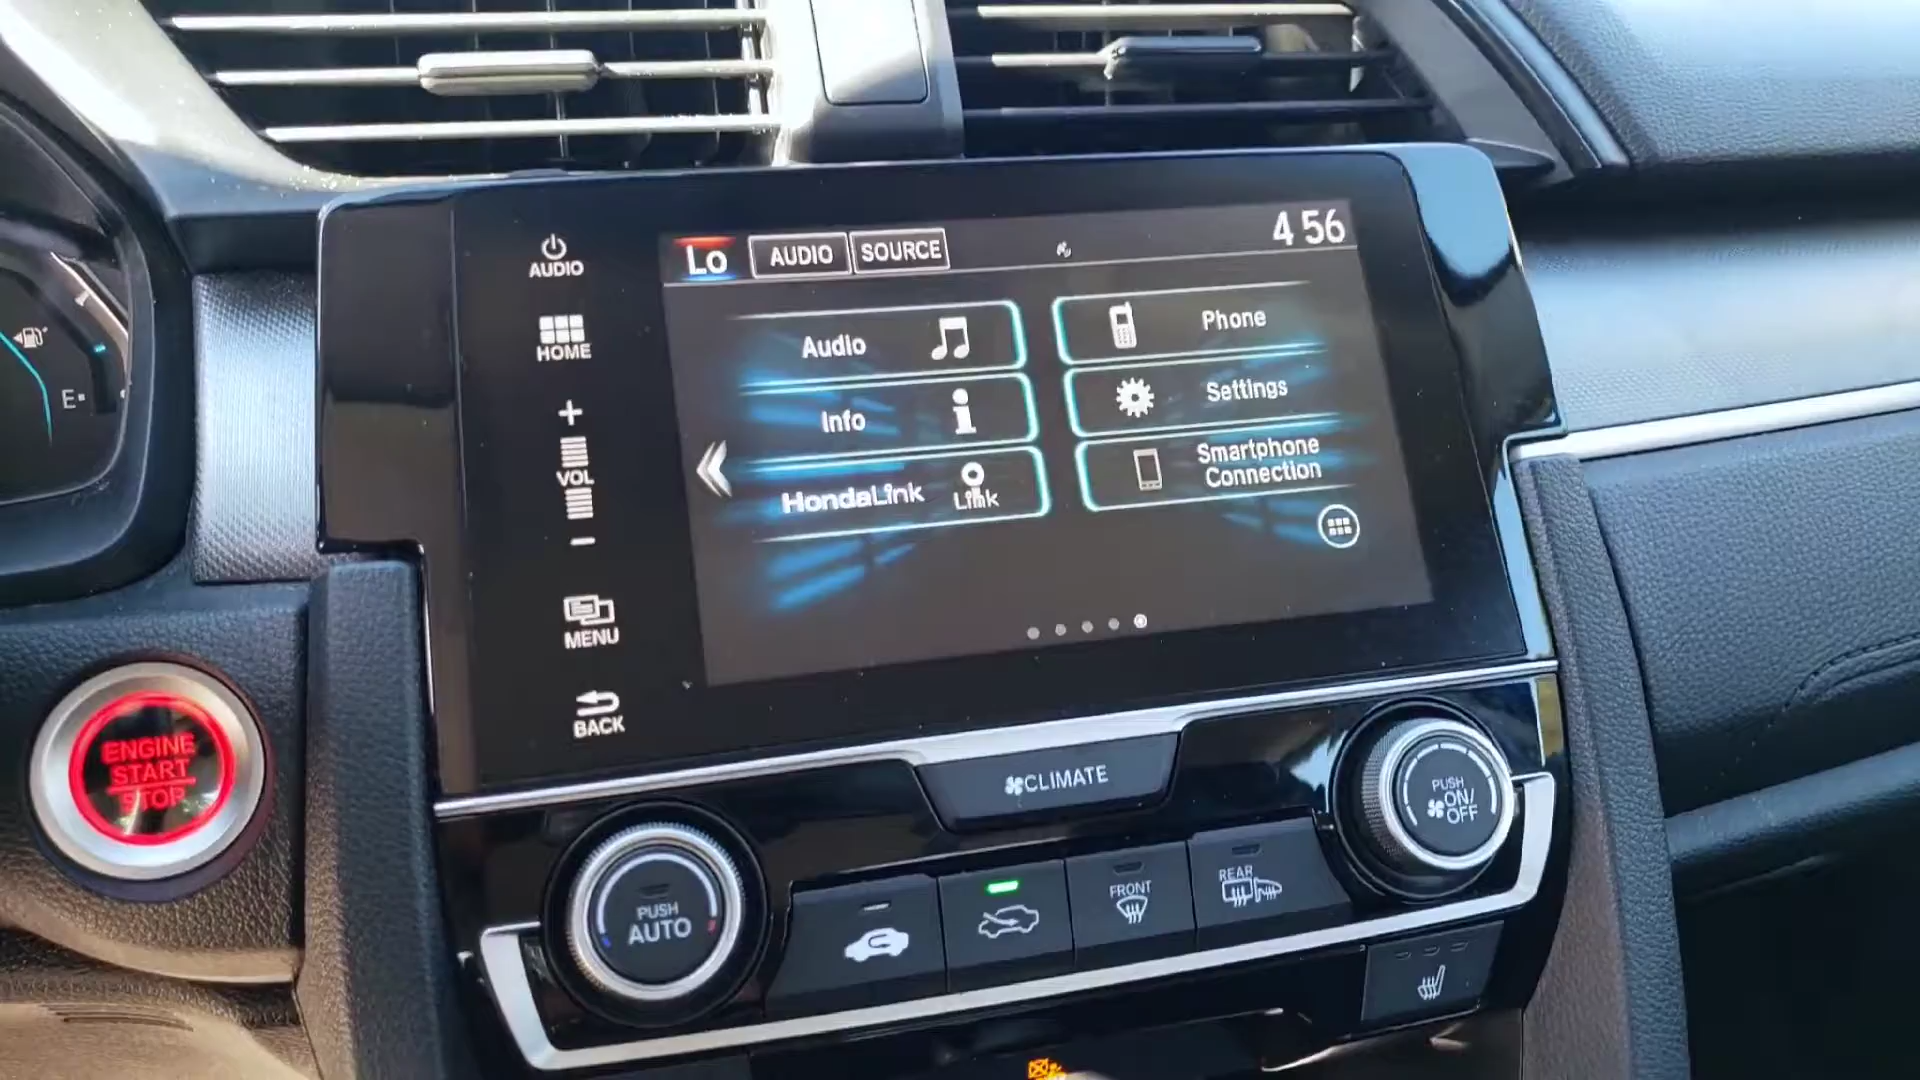 Lo
AUDIO
SOURCE
4 56
AUDIO
HOME
+
VOL
−
MENU
BACK
Audio
Info
HondaLink
Link
Phone
Settings
Smartphone
Connection
E
ENGINE
START
STOP
CLIMATE
PUSH
AUTO
FRONT
REAR
PUSH
ON/
OFF